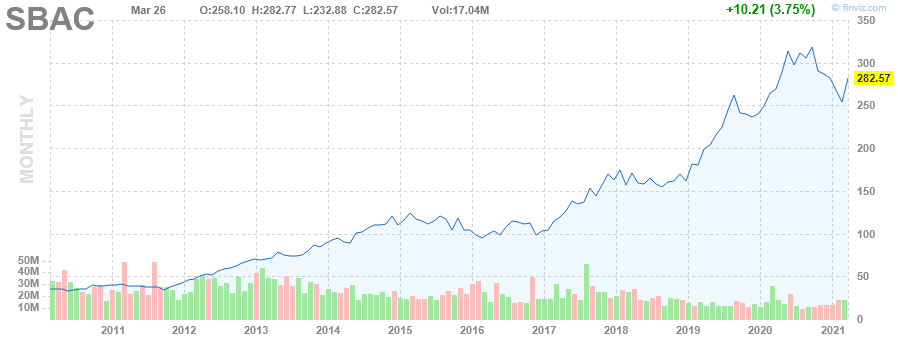 SBAC Mar 26 O:258.10 H:282.77 L:232.88 C:282.57 Vol:17.04M +10.21 (3.75%) © finviz.com
MONTHLY
350
300
282.57
250
200
150
100
50
0
50M
40M
30M
20M
10M
2011 2012 2013 2014 2015 2016 2017 2018 2019 2020 2021